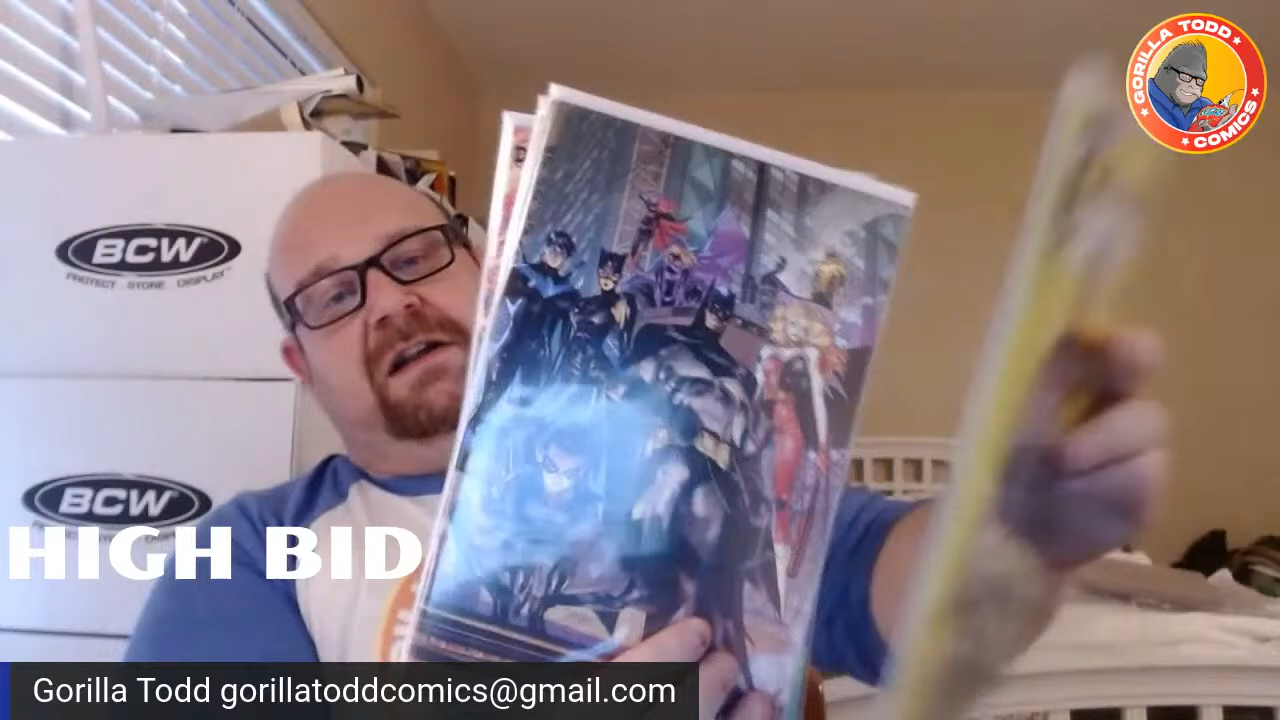 GORILLA TODD
COMICS
BCW
PROTECT · STORE · DISPLAY
BCW
HIGH BID
Gorilla Todd gorillatoddcomics@gmail.com